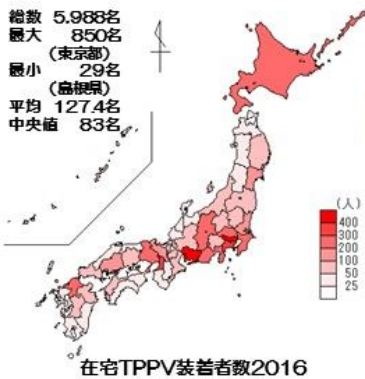 総数 5.988名
最大 850名
(東京都)
最小 29名
(島根県)
平均 127.4名
中央値 83名
(人)
400
300
200
100
50
25
在宅TPPV装着者数2016